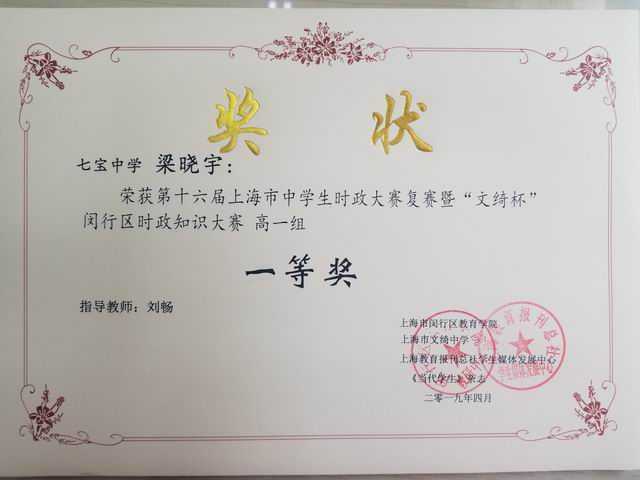 奖状
七宝中学 梁晓宇：
荣获第十六届上海市中学生时政大赛复赛暨“文绮杯”
闵行区时政知识大赛 高一组
一等奖
指导教师：刘畅
上海市闵行区教育学院
上海市文绮中学
上海教育报刊总社学生媒体发展中心
《当代学生》杂志
二零一九年四月